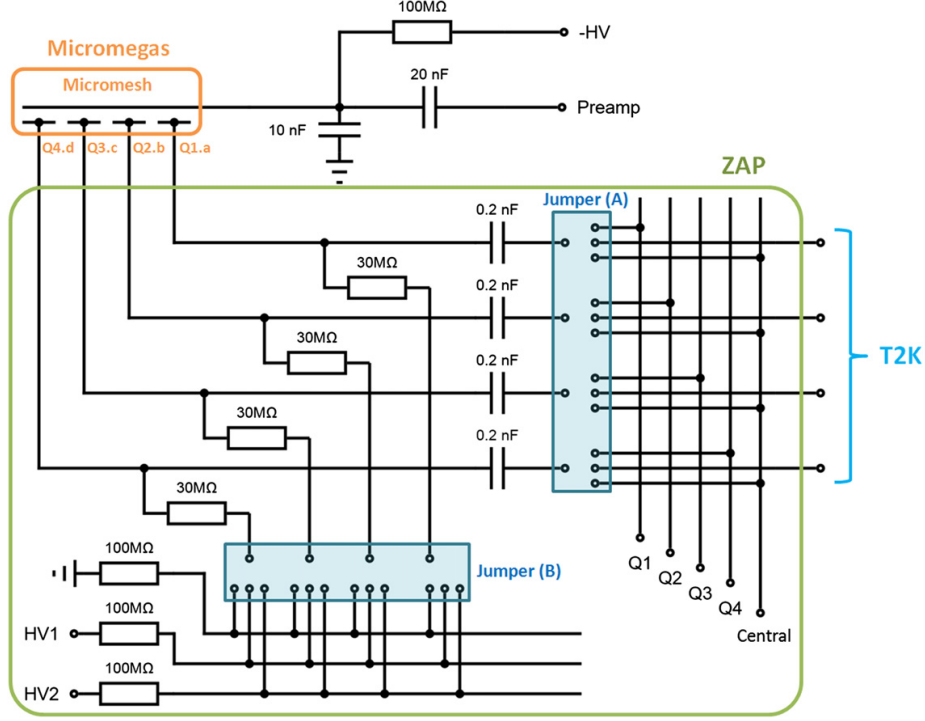 100MΩ
-HV
Micromegas
Micromesh
20 nF
Preamp
10 nF
Q4.d Q3.c Q2.b Q1.a
ZAP
Jumper (A)
0.2 nF
30MΩ
0.2 nF
30MΩ
T2K
0.2 nF
30MΩ
0.2 nF
30MΩ
100MΩ
Jumper (B)
Q1
Q2
Q3
Q4
Central
100MΩ
HV1
100MΩ
HV2